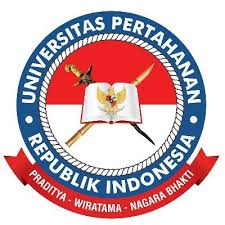 UNIVERSITAS PERTAHANAN
REPUBLIK INDONESIA
PRADITYA - WIRATAMA - NAGARA BHAKTI